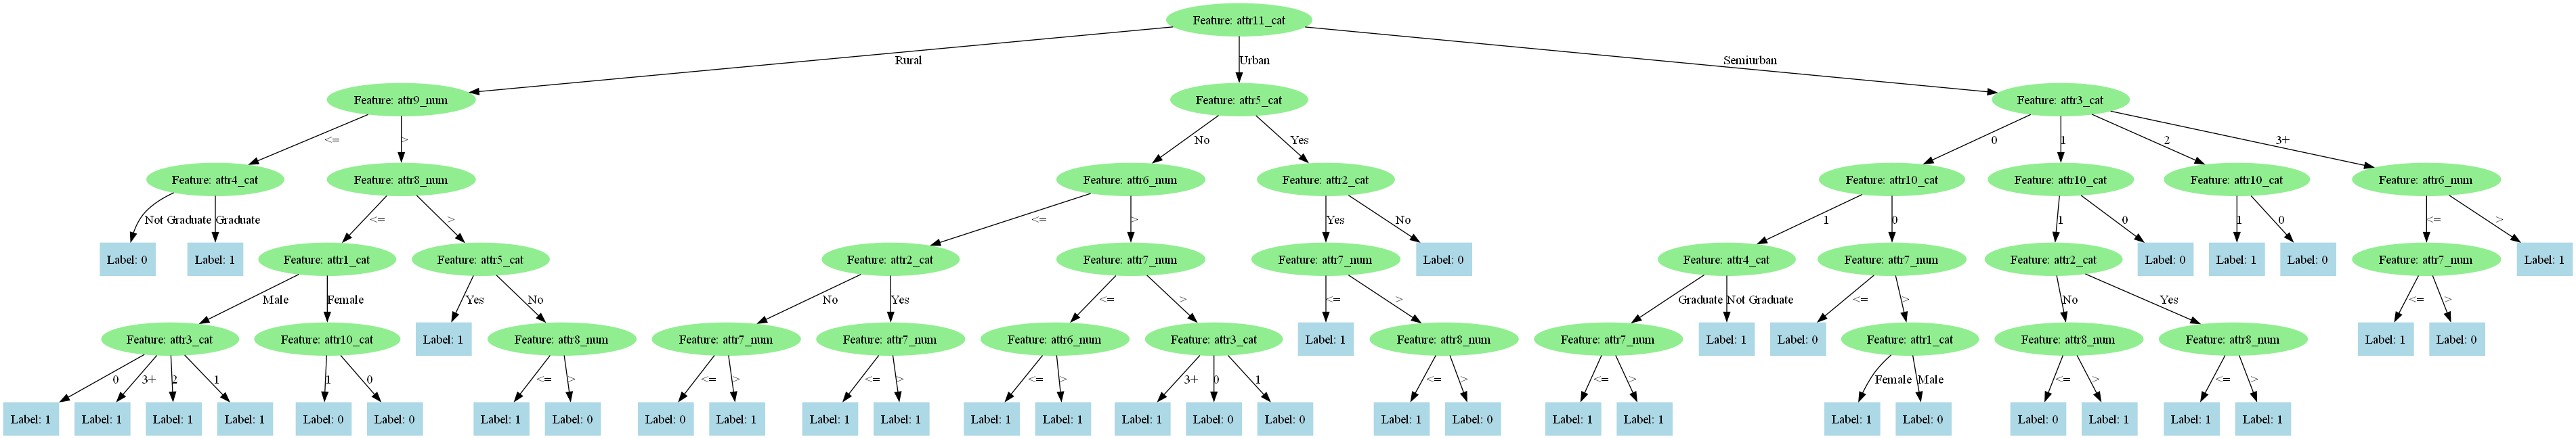 Feature: attr11_cat
Rural
Urban
Semiurban
Feature: attr9_num
Feature: attr5_cat
Feature: attr3_cat
<=
>
No
Yes
0
1
2
3+
Feature: attr4_cat
Feature: attr8_num
Feature: attr6_num
Feature: attr2_cat
Feature: attr10_cat
Feature: attr10_cat
Feature: attr10_cat
Feature: attr6_num
Not Graduate
Graduate
<=
>
<=
>
Yes
No
1
0
1
0
1
0
<=
>
Label: 0
Label: 1
Feature: attr1_cat
Feature: attr5_cat
Feature: attr2_cat
Feature: attr7_num
Feature: attr7_num
Label: 0
Feature: attr4_cat
Feature: attr7_num
Feature: attr2_cat
Label: 0
Label: 1
Label: 0
Feature: attr7_num
Label: 1
Male
Female
Yes
No
No
Yes
<=
>
<=
>
Graduate
Not Graduate
<=
>
No
Yes
<=
>
Feature: attr3_cat
Feature: attr10_cat
Label: 1
Feature: attr8_num
Feature: attr7_num
Feature: attr7_num
Feature: attr6_num
Feature: attr3_cat
Label: 1
Feature: attr8_num
Feature: attr7_num
Label: 1
Label: 0
Feature: attr1_cat
Feature: attr8_num
Feature: attr8_num
Label: 1
Label: 0
0
3+
2
1
1
0
<=
>
<=
>
<=
>
<=
>
3+
0
1
<=
>
<=
>
Female
Male
<=
>
<=
>
Label: 1
Label: 1
Label: 1
Label: 1
Label: 0
Label: 0
Label: 1
Label: 0
Label: 0
Label: 1
Label: 1
Label: 1
Label: 1
Label: 1
Label: 1
Label: 0
Label: 0
Label: 1
Label: 0
Label: 1
Label: 1
Label: 1
Label: 0
Label: 0
Label: 1
Label: 1
Label: 1